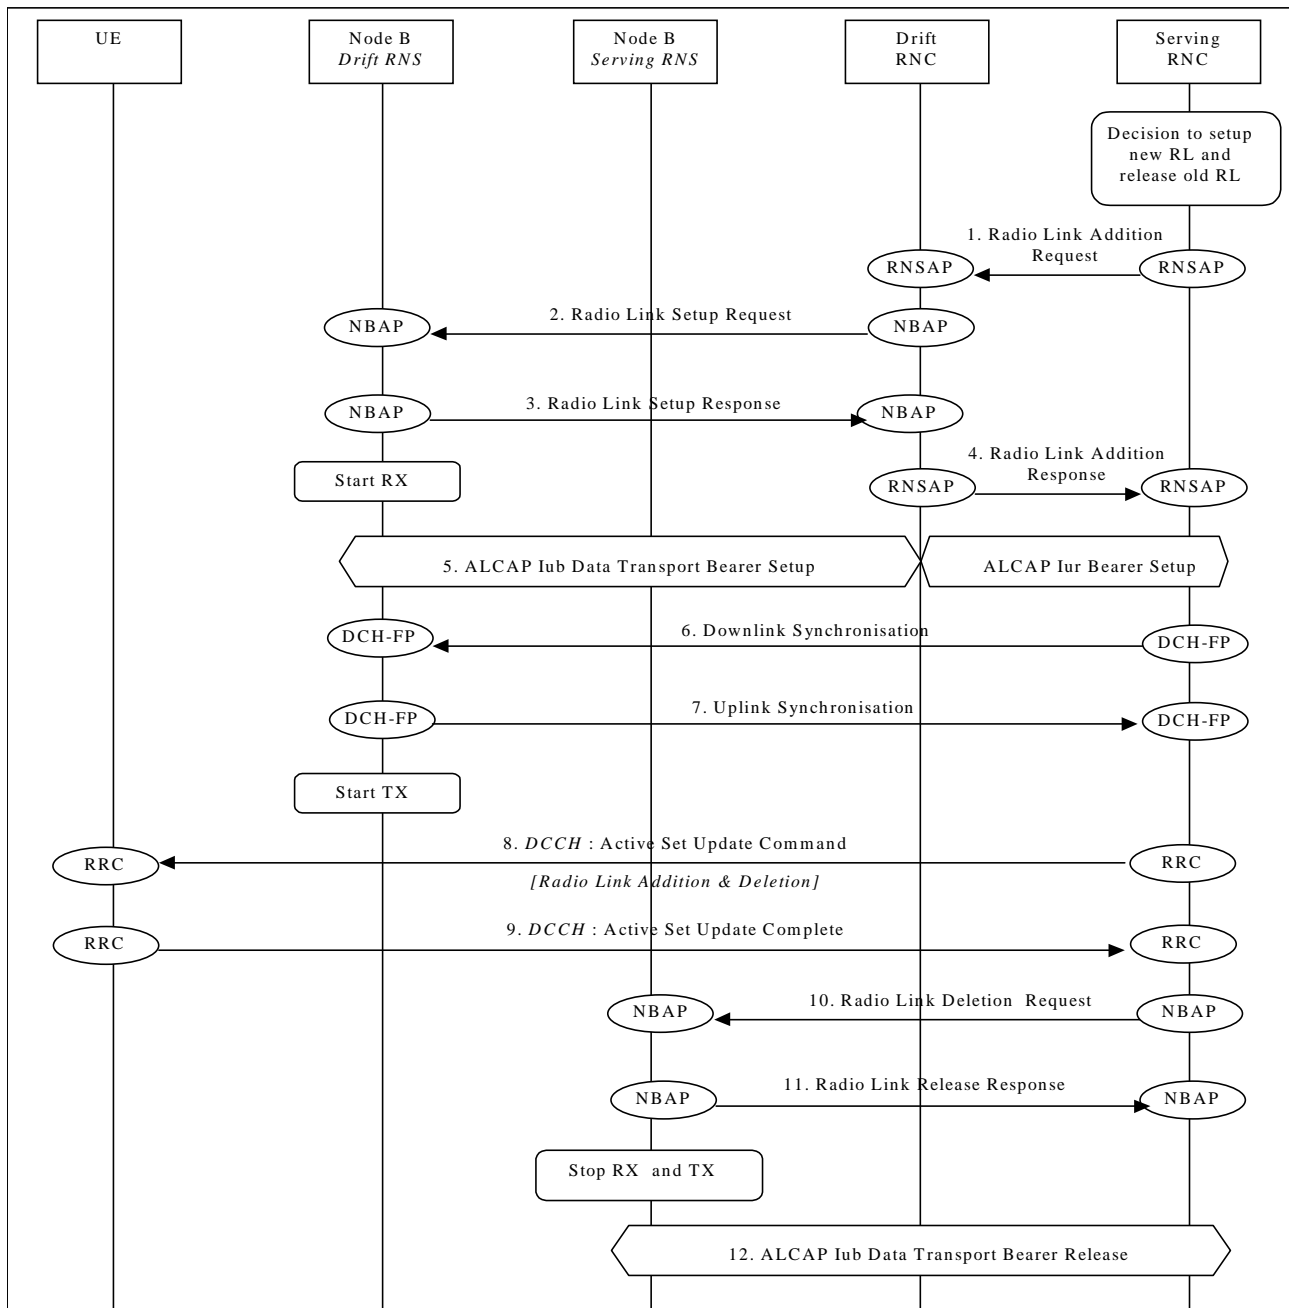 UE
Node B
Drift RNS
Node B
Serving RNS
Drift
RNC
Serving
RNC
Decision to setup
new RL and
release old RL
1. Radio Link Addition
Request
RNSAP
RNSAP
2. Radio Link Setup Request
NBAP
NBAP
3. Radio Link Setup Response
NBAP
NBAP
4. Radio Link Addition
Response
Start RX
RNSAP
RNSAP
5. ALCAP Iub Data Transport Bearer Setup
ALCAP Iur Bearer Setup
6. Downlink Synchronisation
DCH-FP
DCH-FP
7. Uplink Synchronisation
DCH-FP
DCH-FP
Start TX
8. DCCH : Active Set Update Command
RRC
RRC
[Radio Link Addition & Deletion]
9. DCCH : Active Set Update Complete
RRC
RRC
10. Radio Link Deletion Request
NBAP
NBAP
11. Radio Link Release Response
NBAP
NBAP
Stop RX and TX
12. ALCAP Iub Data Transport Bearer Release